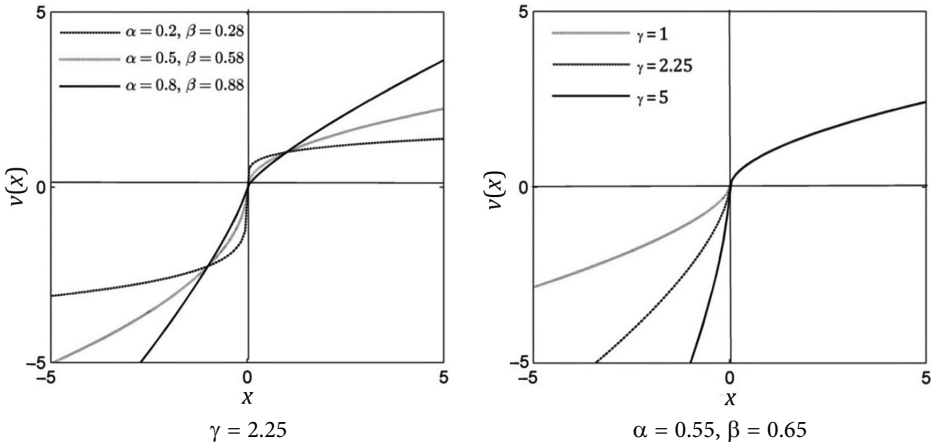 5
α = 0.2, β = 0.28
α = 0.5, β = 0.58
α = 0.8, β = 0.88
v(x)
0
−5
−5
0
5
x
γ = 2.25
5
γ = 1
γ = 2.25
γ = 5
v(x)
0
−5
−5
0
5
x
α = 0.55, β = 0.65